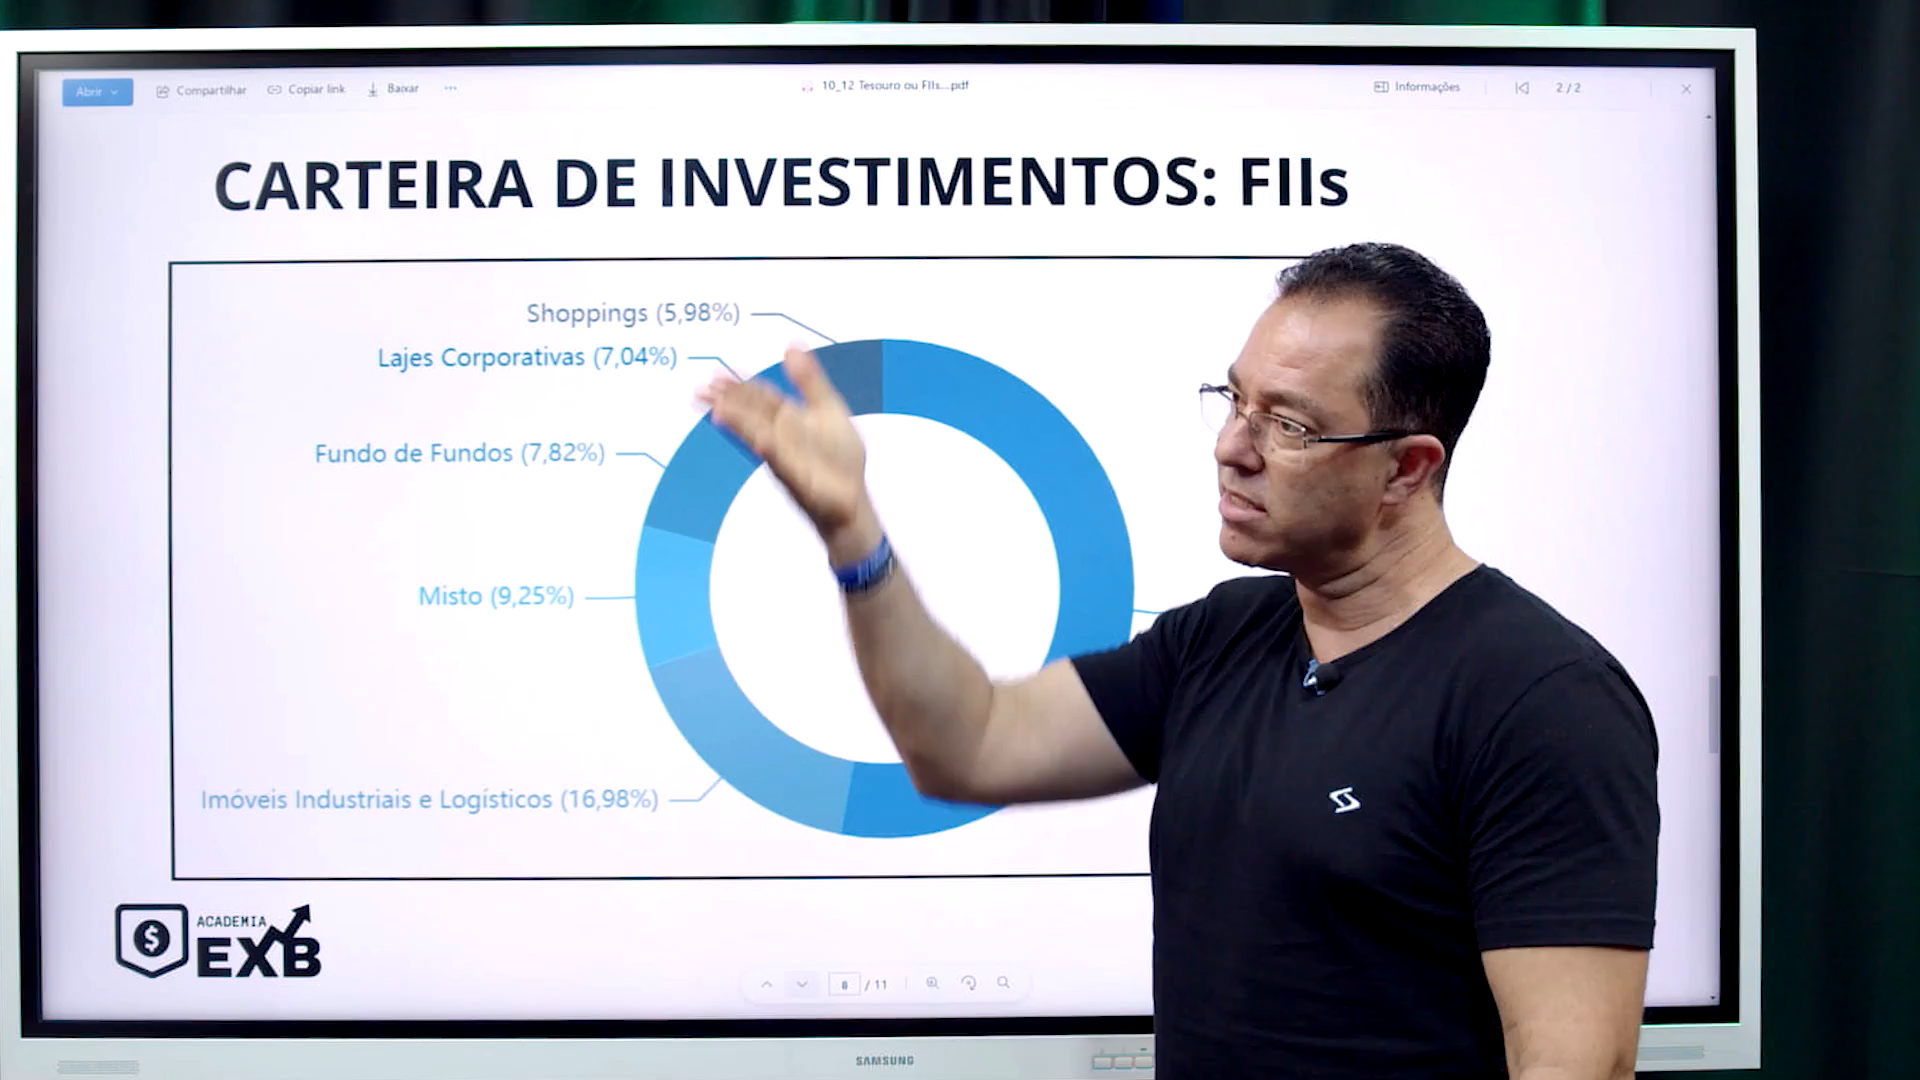 Abrir
Compartilhar
Copiar link
Baixar
10_12 Tesouro ou FIIs....pdf
Informações
2 / 2
CARTEIRA DE INVESTIMENTOS: FIIs
Shoppings (5,98%)
Lajes Corporativas (7,04%)
Fundo de Fundos (7,82%)
Misto (9,25%)
Imóveis Industriais e Logísticos (16,98%)
$
ACADEMIA
EXB
8 / 11
SAMSUNG